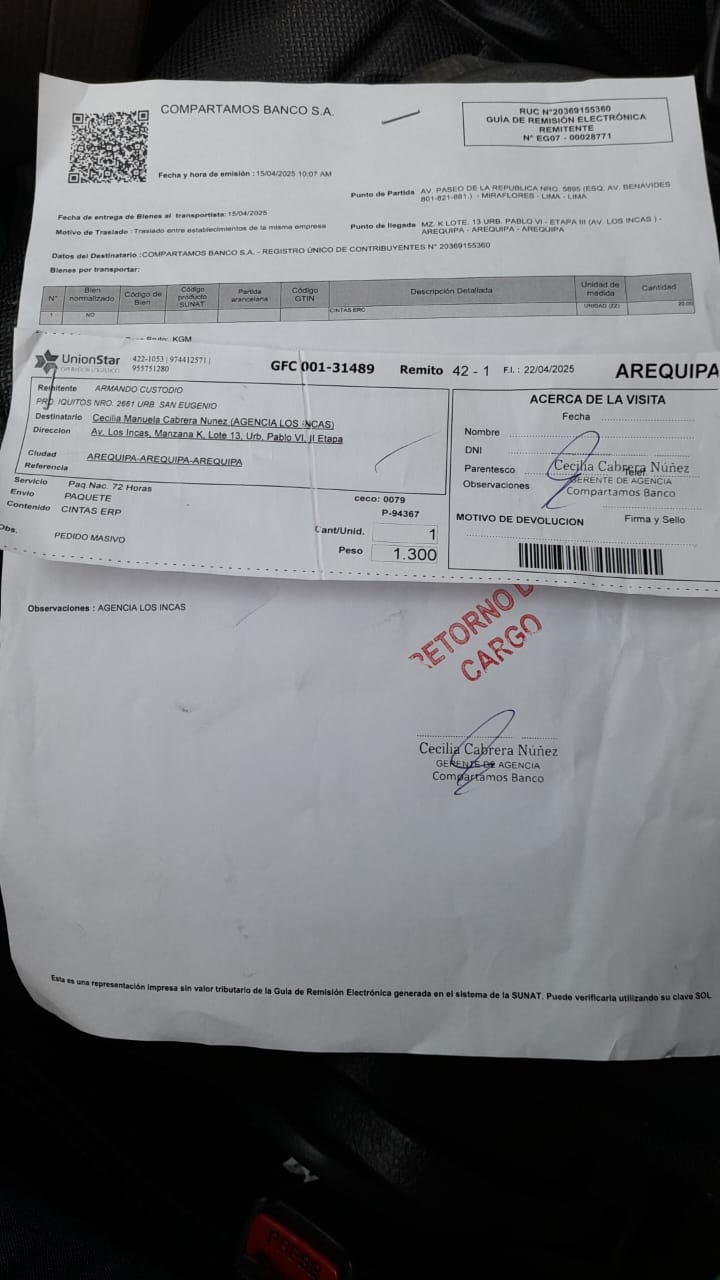 COMPARTAMOS BANCO S.A.
RUC N°20369155360
GUÍA DE REMISIÓN ELECTRÓNICA
REMITENTE
N° EG07 - 00028771
Fecha y hora de emisión : 15/04/2025 10:07 AM
Punto de Partida AV. PASEO DE LA REPUBLICA NRO. 5895 (ESQ. AV. BENAVIDES
801-821-881.) - MIRAFLORES - LIMA - LIMA
Fecha de entrega de Bienes al transportista: 15/04/2025
Motivo de Traslado : Traslado entre establecimientos de la misma empresa
Punto de llegada MZ. K LOTE. 13 URB. PABLO VI - ETAPA III (AV. LOS INCAS ) -
AREQUIPA - AREQUIPA - AREQUIPA
Datos del Destinatario :COMPARTAMOS BANCO S.A. - REGISTRO ÚNICO DE CONTRIBUYENTES N° 20369155360
Bienes por transportar:
N° Bien normalizado Código de Bien Código producto SUNAT Partida arancelaria Código GTIN Descripción Detallada Unidad de medida Cantidad
1 NO CINTAS ERC UNIDAD (ZZ) 20.00
KGM
UnionStar
OPERADOR LOGISTICO
422-1053 | 974412571 |
955751280
GFC 001-31489 Remito 42 - 1 F.I. : 22/04/2025 AREQUIPA
Remitente ARMANDO CUSTODIO
IQUITOS NRO. 2661 URB SAN EUGENIO
Destinatario Cecilia Manuela Cabrera Nunez (AGENCIA LOS INCAS)
Direccion Av. Los Incas, Manzana K, Lote 13, Urb. Pablo VI, II Etapa
Ciudad AREQUIPA-AREQUIPA-AREQUIPA
Referencia
Servicio Paq.Nac. 72 Horas
Envio PAQUETE
Contenido CINTAS ERP
Obs. PEDIDO MASIVO
ceco: 0079
P-94367
Cant/Unid. 1
Peso 1.300
ACERCA DE LA VISITA
Fecha
Nombre
DNI
Parentesco Telef
Observaciones
Cecilia Cabrera Núñez
GERENTE DE AGENCIA
Compartamos Banco
MOTIVO DE DEVOLUCION Firma y Sello
Observaciones : AGENCIA LOS INCAS
RETORNO D
CARGO
Cecilia Cabrera Núñez
GERENTE DE AGENCIA
Compartamos Banco
Esta es una representación impresa sin valor tributario de la Guía de Remisión Electrónica generada en el sistema de la SUNAT. Puede verificarla utilizando su clave SOL
PRESS